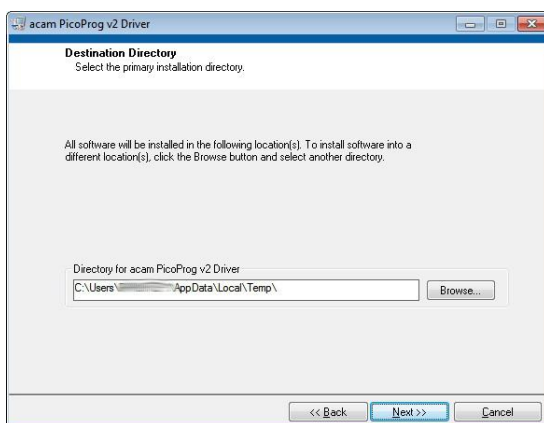 acam PicoProg v2 Driver
Destination Directory
Select the primary installation directory.
All software will be installed in the following location(s). To install software into a
different location(s), click the Browse button and select another directory.
Directory for acam PicoProg v2 Driver
C:\Users\ AppData\Local\Temp\
Browse...
<< Back Next >> Cancel